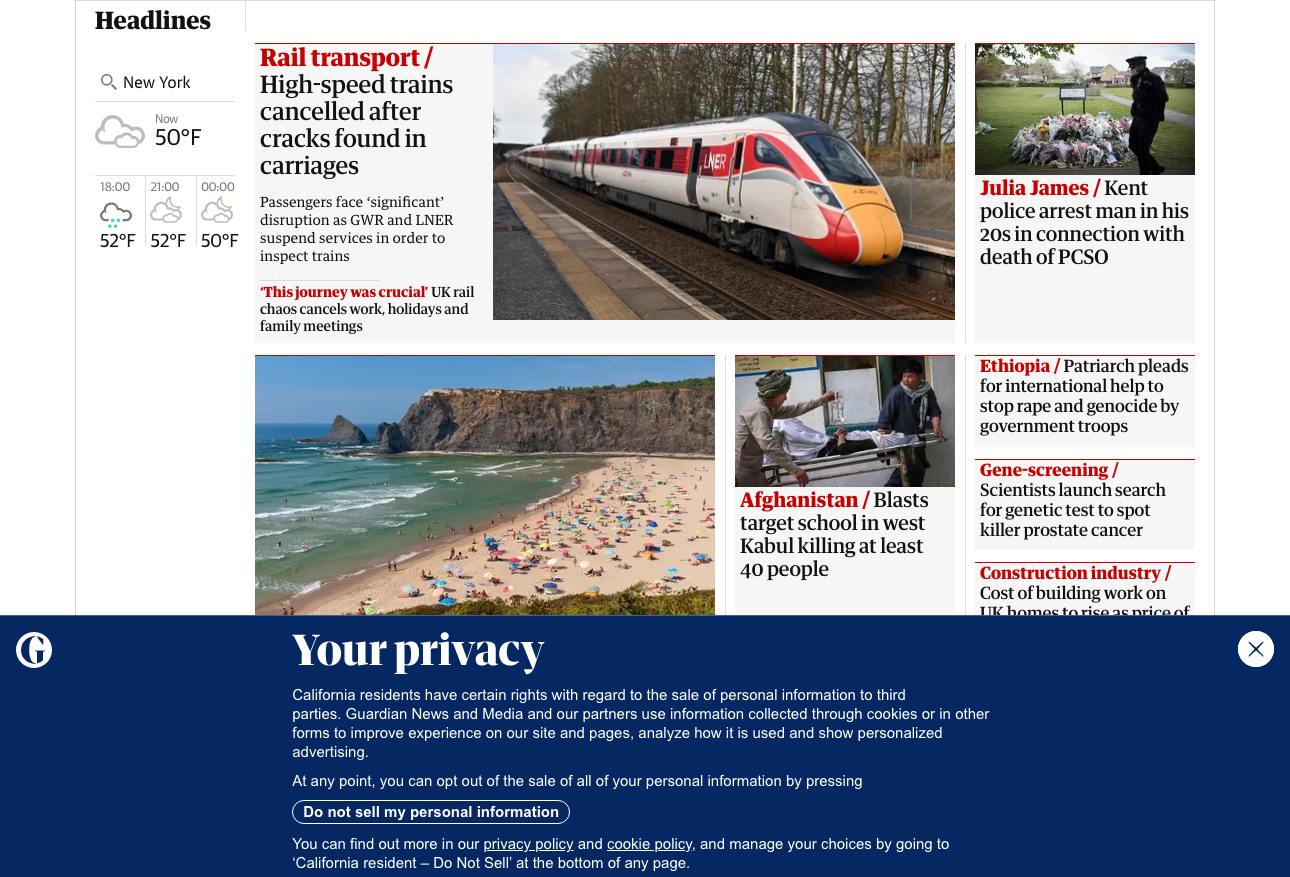 Headlines
New York
Now
50°F
18:00
21:00
00:00
52°F
52°F
50°F
Rail transport /
High-speed trains
cancelled after
cracks found in
carriages
Passengers face ‘significant’
disruption as GWR and LNER
suspend services in order to
inspect trains
‘This journey was crucial’ UK rail
chaos cancels work, holidays and
family meetings
LNER
Julia James / Kent
police arrest man in his
20s in connection with
death of PCSO
Afghanistan / Blasts
target school in west
Kabul killing at least
40 people
Ethiopia / Patriarch pleads
for international help to
stop rape and genocide by
government troops
Gene-screening /
Scientists launch search
for genetic test to spot
killer prostate cancer
Construction industry /
Cost of building work on
UK homes to rise as price of
G
Your privacy
California residents have certain rights with regard to the sale of personal information to third
parties. Guardian News and Media and our partners use information collected through cookies or in other
forms to improve experience on our site and pages, analyze how it is used and show personalized
advertising.
At any point, you can opt out of the sale of all of your personal information by pressing
Do not sell my personal information
You can find out more in our privacy policy and cookie policy, and manage your choices by going to
‘California resident – Do Not Sell’ at the bottom of any page.